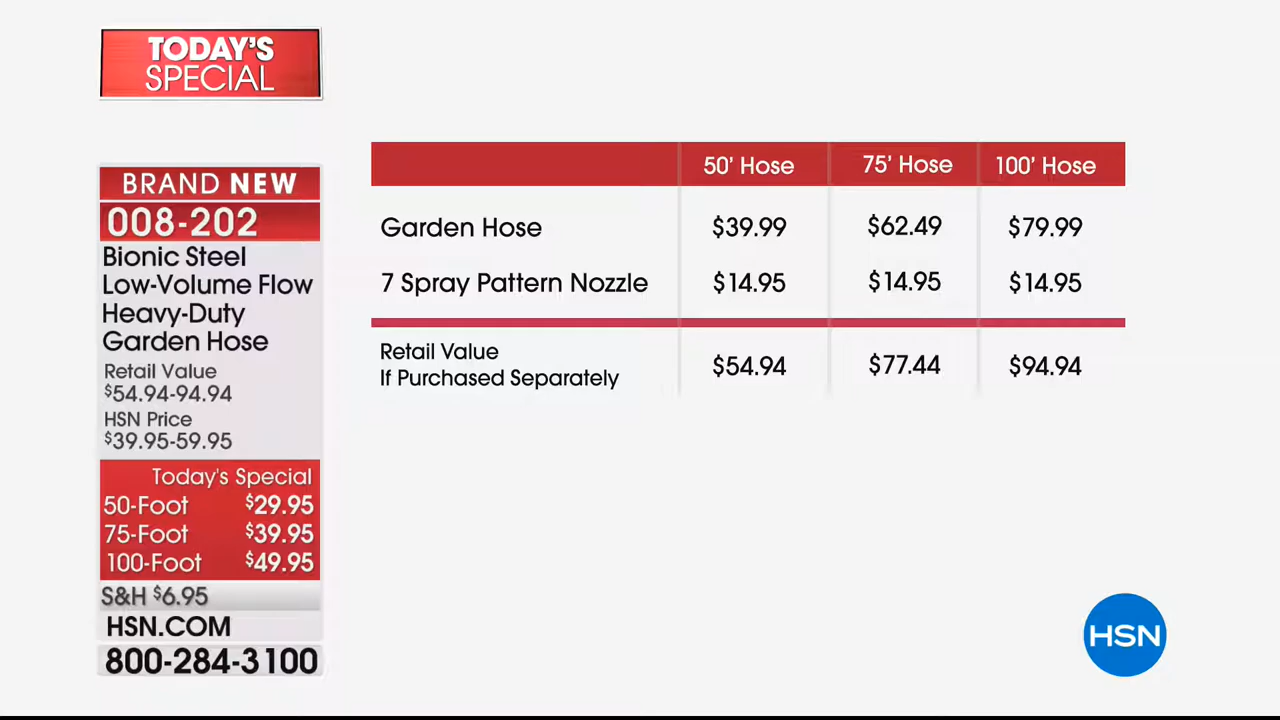 TODAY'S
SPECIAL
BRAND NEW
008-202
Bionic Steel
Low-Volume Flow
Heavy-Duty
Garden Hose
Retail Value
$54.94-94.94
HSN Price
$39.95-59.95
Today's Special
50-Foot $29.95
75-Foot $39.95
100-Foot $49.95
S&H $6.95
HSN.COM
800-284-3100
50' Hose 75' Hose 100' Hose
Garden Hose $39.99 $62.49 $79.99
7 Spray Pattern Nozzle $14.95 $14.95 $14.95
Retail Value
If Purchased Separately $54.94 $77.44 $94.94
HSN